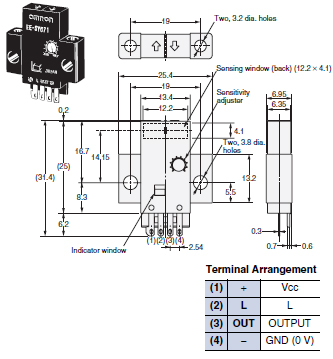 19
Two, 3.2 dia. holes
OMRON
EE-SY671
JAPAN
25.4
Sensing window (back) (12.2 × 4.1)
19
Sensitivity
adjuster
13.4
12.2
6.95
6.35
0.2
4.1
Two, 3.8 dia.
holes
16.7
14.15
(25)
(31.4)
13.2
5.5
8.3
6.2
0.3
(1)(2)(3)(4)
2.54
0.7
0.6
Indicator window
Terminal Arrangement
(1) + Vcc
(2) L L
(3) OUT OUTPUT
(4) − GND (0 V)